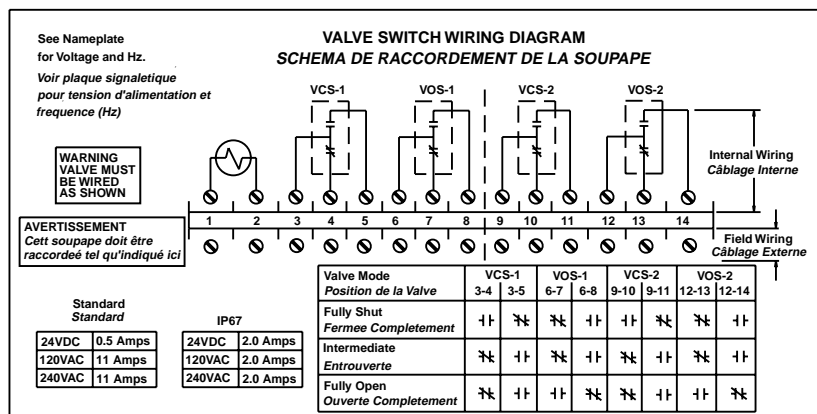 See Nameplate
for Voltage and Hz.
Voir plaque signaletique
pour tension d'alimentation et
frequence (Hz)
VALVE SWITCH WIRING DIAGRAM
SCHEMA DE RACCORDEMENT DE LA SOUPAPE
VCS-1 VOS-1 VCS-2 VOS-2
WARNING
VALVE MUST
BE WIRED
AS SHOWN
Internal Wiring
Câblage Interne
1 2 3 4 5 6 7 8 9 10 11 12 13 14
AVERTISSEMENT
Cett soupape doit être
raccordeé tel qu'indiqué ici
Field Wiring
Câblage Externe
Valve Mode VCS-1 VOS-1 VCS-2 VOS-2
Position de la Valve 3-4 3-5 6-7 6-8 9-10 9-11 12-13 12-14
Fully Shut
Fermee Completement
Intermediate
Entrouverte
Fully Open
Ouverte Completement
Standard
Standard
24VDC 0.5 Amps
120VAC 11 Amps
240VAC 11 Amps
IP67
24VDC 2.0 Amps
120VAC 2.0 Amps
240VAC 2.0 Amps